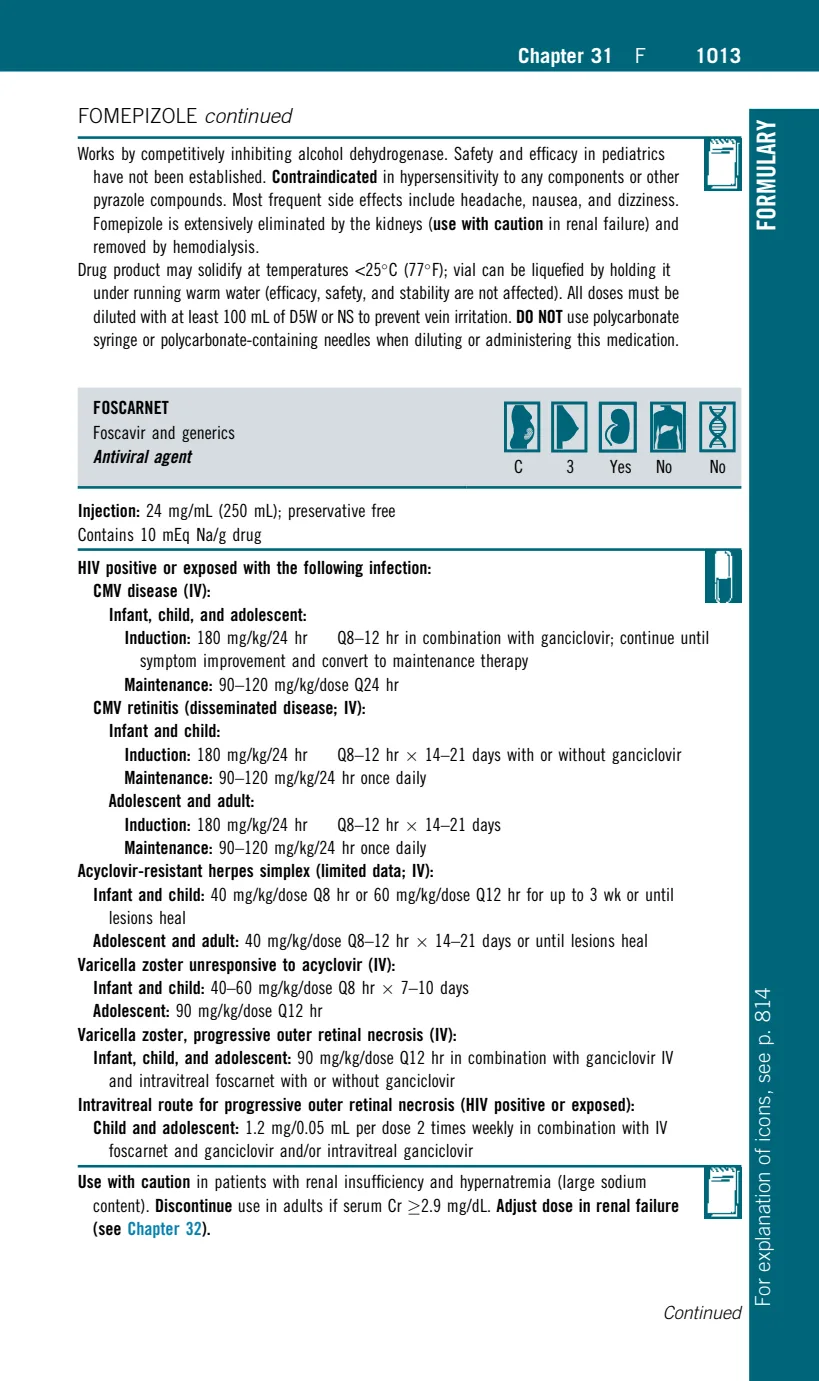 Chapter 31 F 1013
FOMEPIZOLE continued
Works by competitively inhibiting alcohol dehydrogenase. Safety and efficacy in pediatrics
have not been established. Contraindicated in hypersensitivity to any components or other
pyrazole compounds. Most frequent side effects include headache, nausea, and dizziness.
Fomepizole is extensively eliminated by the kidneys (use with caution in renal failure) and
removed by hemodialysis.
Drug product may solidify at temperatures <25°C (77°F); vial can be liquefied by holding it
under running warm water (efficacy, safety, and stability are not affected). All doses must be
diluted with at least 100 mL of D5W or NS to prevent vein irritation. DO NOT use polycarbonate
syringe or polycarbonate-containing needles when diluting or administering this medication.
FOSCARNET
Foscavir and generics
Antiviral agent
C 3 Yes No No
Injection: 24 mg/mL (250 mL); preservative free
Contains 10 mEq Na/g drug
HIV positive or exposed with the following infection:
CMV disease (IV):
Infant, child, and adolescent:
Induction: 180 mg/kg/24 hr Q8–12 hr in combination with ganciclovir; continue until
symptom improvement and convert to maintenance therapy
Maintenance: 90–120 mg/kg/dose Q24 hr
CMV retinitis (disseminated disease; IV):
Infant and child:
Induction: 180 mg/kg/24 hr Q8–12 hr × 14–21 days with or without ganciclovir
Maintenance: 90–120 mg/kg/24 hr once daily
Adolescent and adult:
Induction: 180 mg/kg/24 hr Q8–12 hr × 14–21 days
Maintenance: 90–120 mg/kg/24 hr once daily
Acyclovir-resistant herpes simplex (limited data; IV):
Infant and child: 40 mg/kg/dose Q8 hr or 60 mg/kg/dose Q12 hr for up to 3 wk or until
lesions heal
Adolescent and adult: 40 mg/kg/dose Q8–12 hr × 14–21 days or until lesions heal
Varicella zoster unresponsive to acyclovir (IV):
Infant and child: 40–60 mg/kg/dose Q8 hr × 7–10 days
Adolescent: 90 mg/kg/dose Q12 hr
Varicella zoster, progressive outer retinal necrosis (IV):
Infant, child, and adolescent: 90 mg/kg/dose Q12 hr in combination with ganciclovir IV
and intravitreal foscarnet with or without ganciclovir
Intravitreal route for progressive outer retinal necrosis (HIV positive or exposed):
Child and adolescent: 1.2 mg/0.05 mL per dose 2 times weekly in combination with IV
foscarnet and ganciclovir and/or intravitreal ganciclovir
Use with caution in patients with renal insufficiency and hypernatremia (large sodium
content). Discontinue use in adults if serum Cr ≥2.9 mg/dL. Adjust dose in renal failure
(see Chapter 32).
Continued
FORMULARY
For explanation of icons, see p. 814